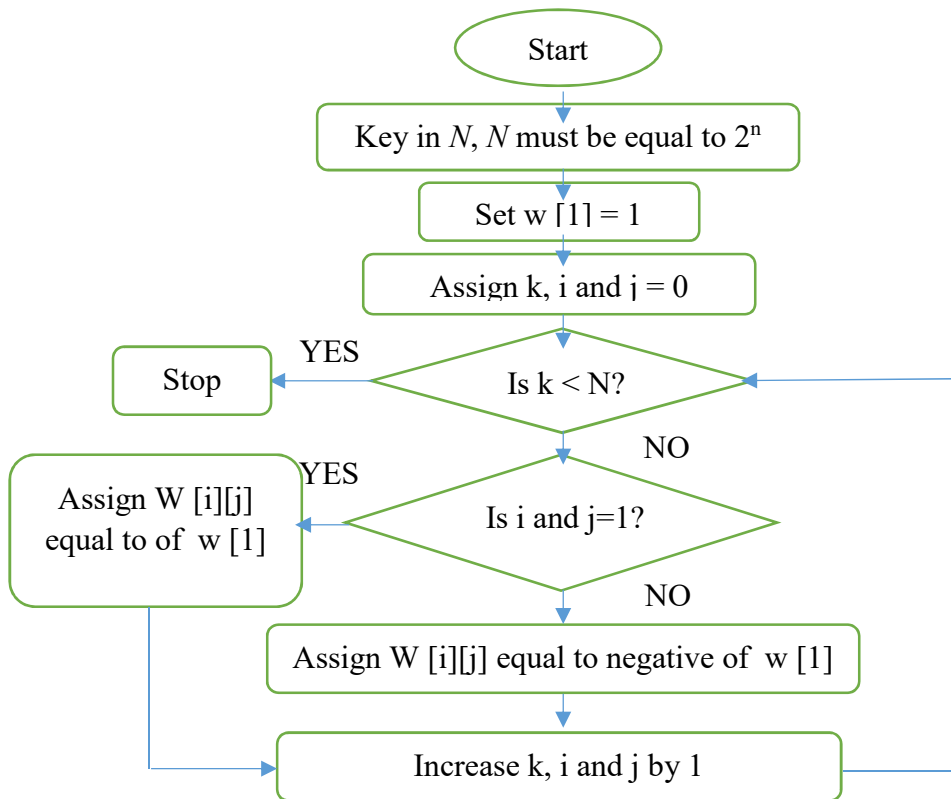 Start
Key in N, N must be equal to 2ⁿ
Set w [1] = 1
Assign k, i and j = 0
YES
Stop
Is k < N?
NO
YES
Assign W [i][j]
equal to of w [1]
Is i and j=1?
NO
Assign W [i][j] equal to negative of w [1]
Increase k, i and j by 1